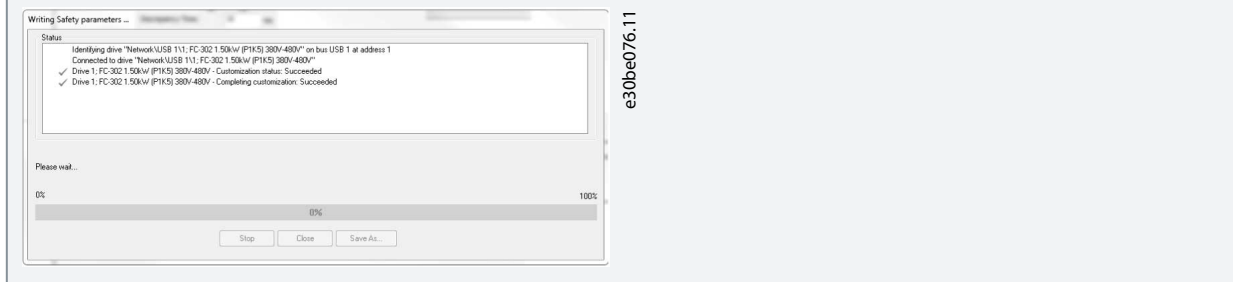 Writing Safety parameters ...
Status
Identifying drive "Network\USB 1\1; FC-302 1.50kW (P1K5) 380V-480V" on bus USB 1 at address 1
Connected to drive "Network\USB 1\1; FC-302 1.50kW (P1K5) 380V-480V"
Drive 1; FC-302 1.50kW (P1K5) 380V-480V - Customization status: Succeeded
Drive 1; FC-302 1.50kW (P1K5) 380V-480V - Completing customization: Succeeded
Please wait...
0% 100%
0%
Stop Close Save As...
e30be076.11